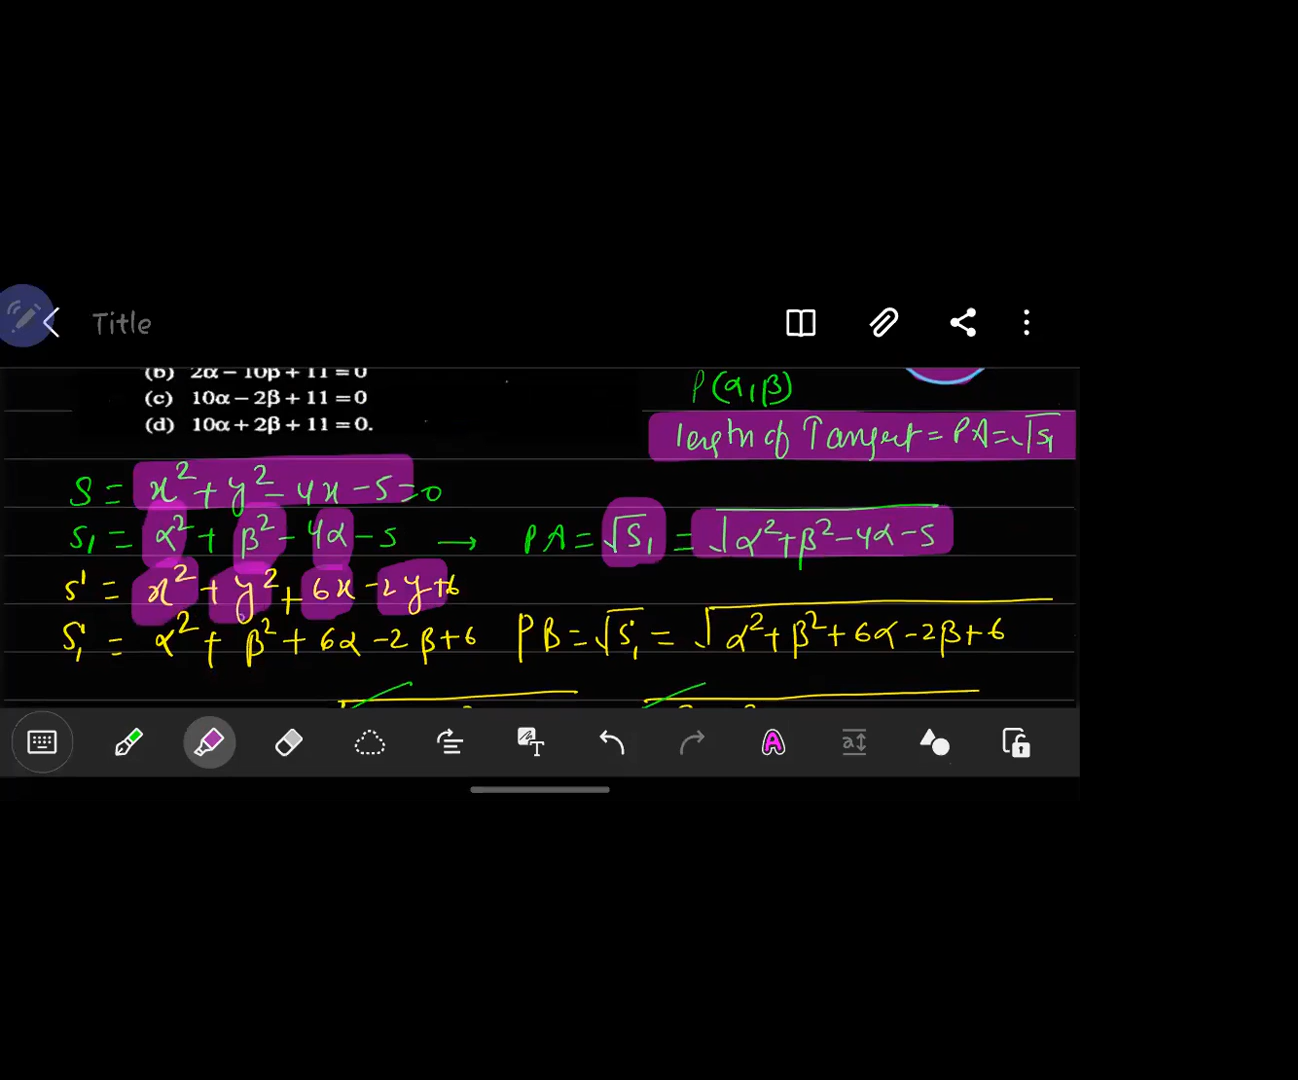 Title
(b) 2α − 10β + 11 = 0
(c) 10α − 2β + 11 = 0
(d) 10α + 2β + 11 = 0.
P(α,β)
length of Tangent = PA = √S₁
S = x² + y² − 4x − 5 = 0
S₁ = α² + β² − 4α − 5 → PA = √S₁ = √α² + β² − 4α − 5
S' = x² + y² + 6x − 2y + 6
S₁' = α² + β² + 6α − 2β + 6 PB = √S₁' = √α² + β² + 6α − 2β + 6